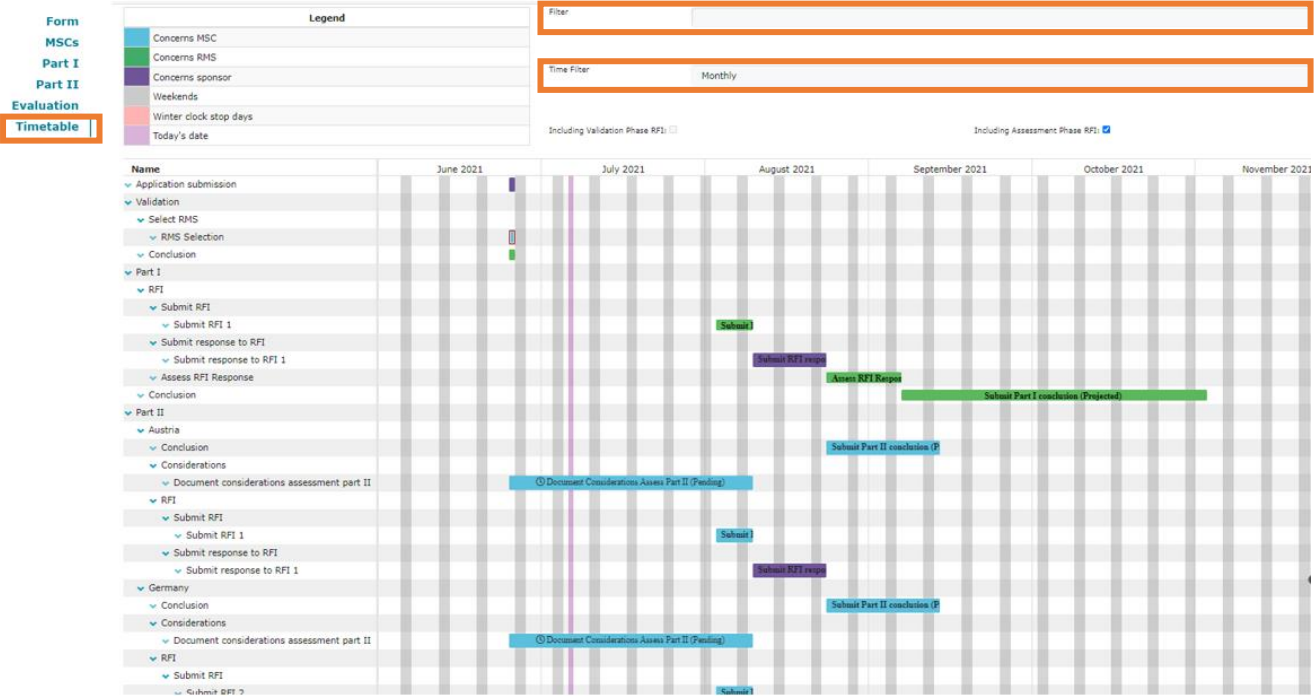 Form
MSCs
Part I
Part II
Evaluation
Timetable
Legend
Concerns MSC
Concerns RMS
Concerns sponsor
Weekends
Winter clock stop days
Today's date
Filter
Time Filter
Monthly
Including Validation Phase RFI:
Including Assessment Phase RFI:
Name June 2021 July 2021 August 2021 September 2021 October 2021 November 2021
Application submission
Validation
Select RMS
RMS Selection
Conclusion
Part I
RFI
Submit RFI
Submit RFI 1 Submit
Submit response to RFI
Submit response to RFI 1 Submit RFI respo
Assess RFI Response Assess RFI Respon
Conclusion Submit Part I conclusion (Projected)
Part II
Austria
Conclusion Submit Part II conclusion (P
Considerations
Document considerations assessment part II Document Considerations Assess Part II (Pending)
RFI
Submit RFI
Submit RFI 1 Submit
Submit response to RFI
Submit response to RFI 1 Submit RFI respo
Germany
Conclusion Submit Part II conclusion (P
Considerations
Document considerations assessment part II Document Considerations Assess Part II (Pending)
RFI
Submit RFI
Submit RFI 2 Submit